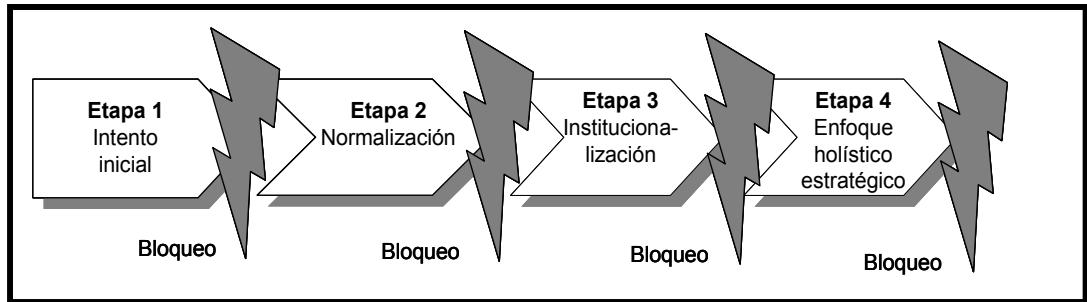 Etapa 1
Intento
inicial
Etapa 2
Normalización
Etapa 3
Instituciona-
lización
Etapa 4
Enfoque
holístico
estratégico
Bloqueo
Bloqueo
Bloqueo
Bloqueo